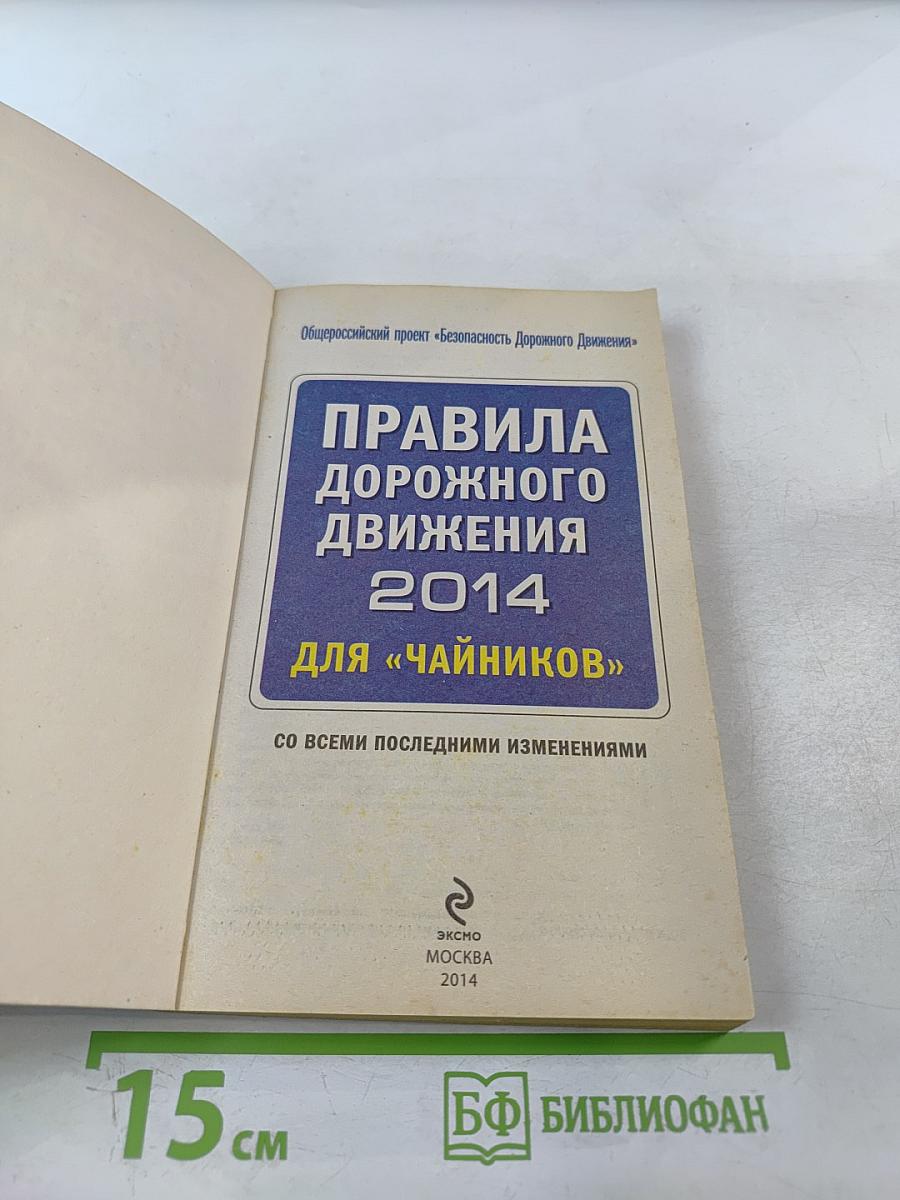 Общероссийский проект «Безопасность Дорожного Движения»
ПРАВИЛА
ДОРОЖНОГО
ДВИЖЕНИЯ
2014
ДЛЯ «ЧАЙНИКОВ»
СО ВСЕМИ ПОСЛЕДНИМИ ИЗМЕНЕНИЯМИ
ЭКСМО
МОСКВА
2014
15 см
БФ БИБЛИОФАН